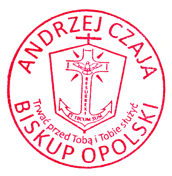 ANDRZEJ CZAJA
Trwać przed Tobą i Tobie służyć
BISKUP OPOLSKI